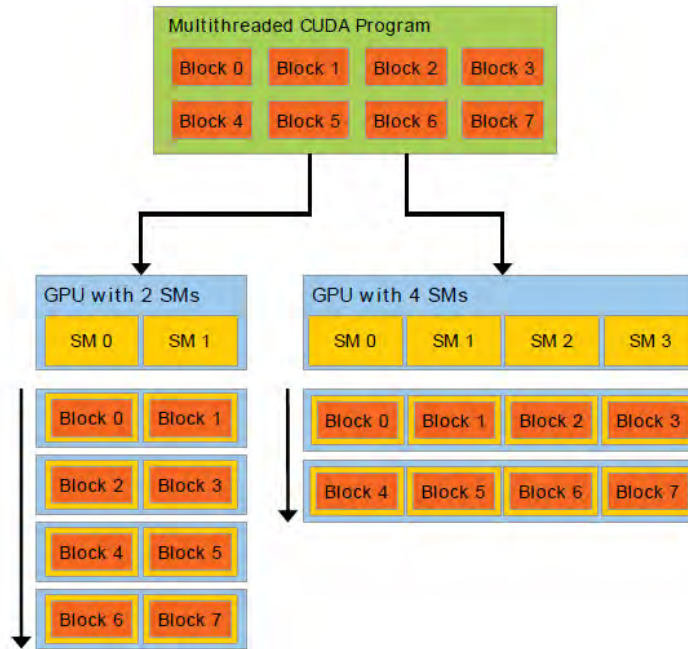 Multithreaded CUDA Program
Block 0 Block 1 Block 2 Block 3
Block 4 Block 5 Block 6 Block 7
GPU with 2 SMs
SM 0 SM 1
Block 0 Block 1
Block 2 Block 3
Block 4 Block 5
Block 6 Block 7
GPU with 4 SMs
SM 0 SM 1 SM 2 SM 3
Block 0 Block 1 Block 2 Block 3
Block 4 Block 5 Block 6 Block 7